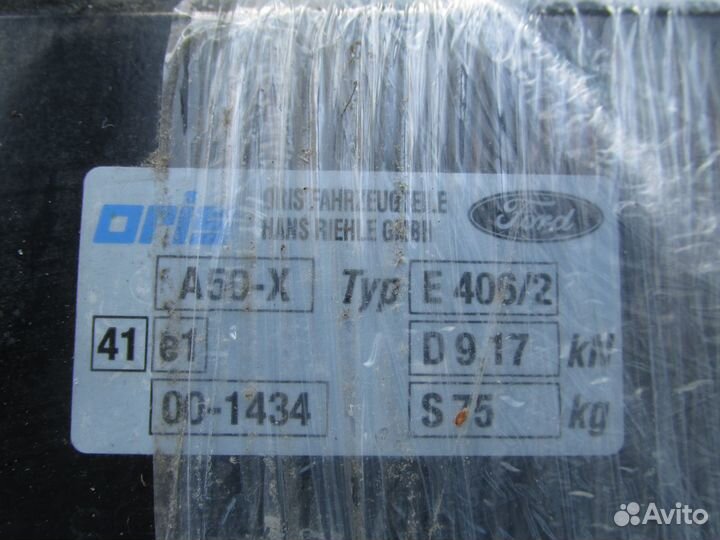 oris
ORIS FAHRZEUGTEILE
HANS RIEHLE GMBH
Ford
A50-X Typ E 406/2
41 e1 D 9,17 kN
00-1434 S 75 kg
Avito